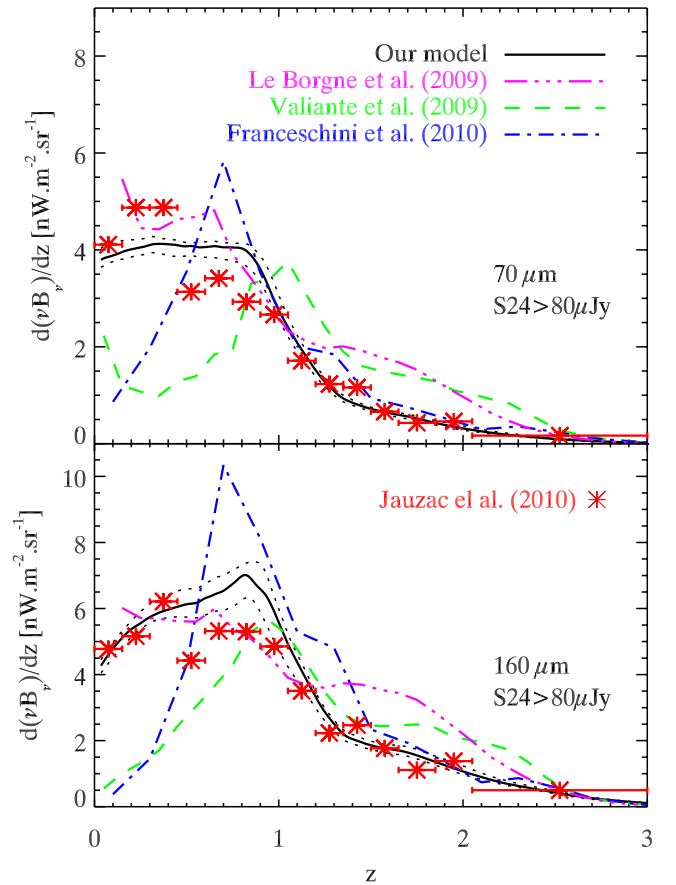 8
Our model
Le Borgne et al. (2009)
Valiante et al. (2009)
Franceschini et al. (2010)
6
d(νBν)/dz [nW.m-2.sr-1]
4
70 μm
S24>80μJy
2
0
10
Jauzac el al. (2010)
8
d(νBν)/dz [nW.m-2.sr-1]
6
4
160 μm
S24>80μJy
2
0
0 1 2 3
z